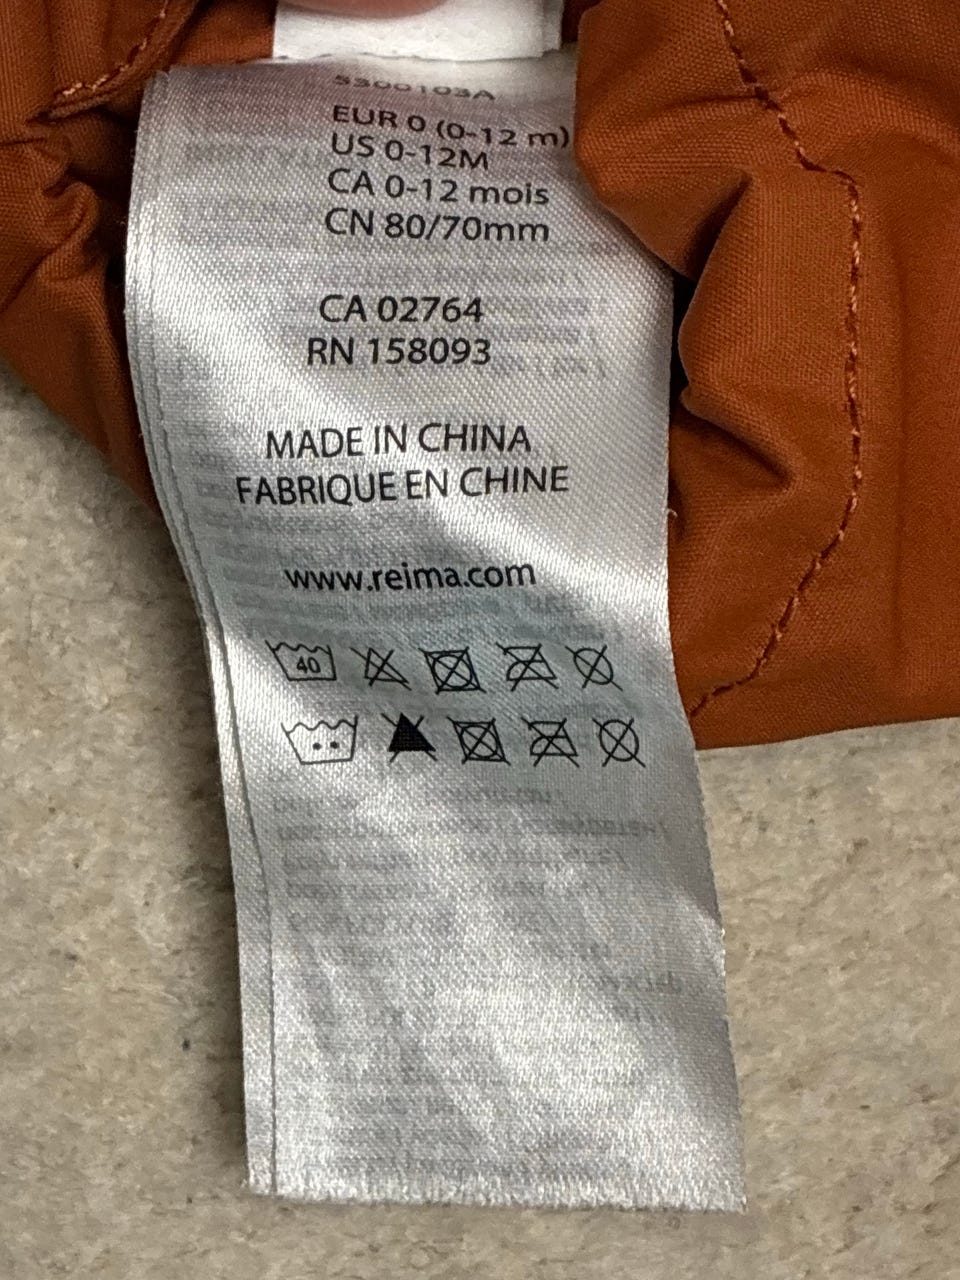 5300103A
EUR 0 (0-12 m)
US 0-12M
CA 0-12 mois
CN 80/70mm
CA 02764
RN 158093
MADE IN CHINA
FABRIQUE EN CHINE
www.reima.com
40